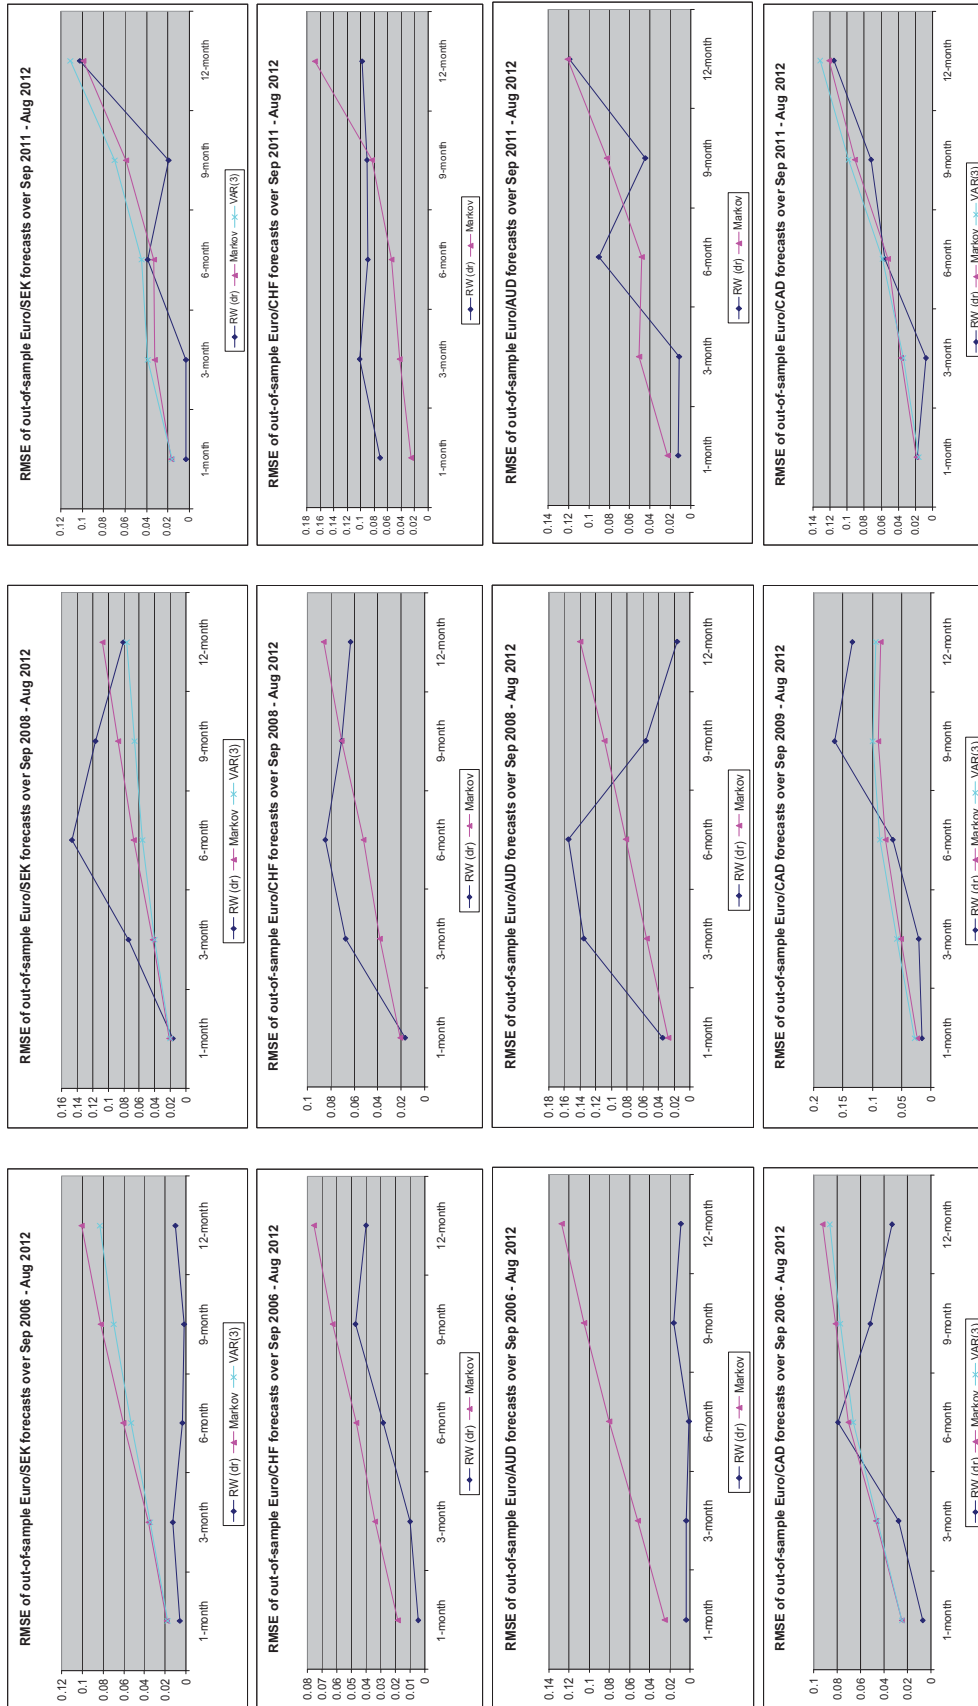 RMSE of out-of-sample Euro/SEK forecasts over Sep 2006 - Aug 2012
0.12
0.1
0.08
0.06
0.04
0.02
0
1-month 3-month 6-month 9-month 12-month
RW (dr) Markov VAR(3)
RMSE of out-of-sample Euro/SEK forecasts over Sep 2008 - Aug 2012
0.16
0.14
0.12
0.1
0.08
0.06
0.04
0.02
0
1-month 3-month 6-month 9-month 12-month
RW (dr) Markov VAR(3)
RMSE of out-of-sample Euro/SEK forecasts over Sep 2011 - Aug 2012
0.12
0.1
0.08
0.06
0.04
0.02
0
1-month 3-month 6-month 9-month 12-month
RW (dr) Markov VAR(3)
RMSE of out-of-sample Euro/CHF forecasts over Sep 2006 - Aug 2012
0.08
0.07
0.06
0.05
0.04
0.03
0.02
0.01
0
1-month 3-month 6-month 9-month 12-month
RW (dr) Markov
RMSE of out-of-sample Euro/CHF forecasts over Sep 2008 - Aug 2012
0.1
0.08
0.06
0.04
0.02
0
1-month 3-month 6-month 9-month 12-month
RW (dr) Markov
RMSE of out-of-sample Euro/CHF forecasts over Sep 2011 - Aug 2012
0.18
0.16
0.14
0.12
0.1
0.08
0.06
0.04
0.02
0
1-month 3-month 6-month 9-month 12-month
RW (dr) Markov
RMSE of out-of-sample Euro/AUD forecasts over Sep 2006 - Aug 2012
0.14
0.12
0.1
0.08
0.06
0.04
0.02
0
1-month 3-month 6-month 9-month 12-month
RW (dr) Markov
RMSE of out-of-sample Euro/AUD forecasts over Sep 2008 - Aug 2012
0.18
0.16
0.14
0.12
0.1
0.08
0.06
0.04
0.02
0
1-month 3-month 6-month 9-month 12-month
RW (dr) Markov
RMSE of out-of-sample Euro/AUD forecasts over Sep 2011 - Aug 2012
0.14
0.12
0.1
0.08
0.06
0.04
0.02
0
1-month 3-month 6-month 9-month 12-month
RW (dr) Markov
RMSE of out-of-sample Euro/CAD forecasts over Sep 2006 - Aug 2012
0.1
0.08
0.06
0.04
0.02
0
1-month 3-month 6-month 9-month 12-month
RW (dr) Markov VAR(3)
RMSE of out-of-sample Euro/CAD forecasts over Sep 2009 - Aug 2012
0.2
0.15
0.1
0.05
0
1-month 3-month 6-month 9-month 12-month
RW (dr) Markov VAR(3)
RMSE of out-of-sample Euro/CAD forecasts over Sep 2011 - Aug 2012
0.14
0.12
0.1
0.08
0.06
0.04
0.02
0
1-month 3-month 6-month 9-month 12-month
RW (dr) Markov VAR(3)